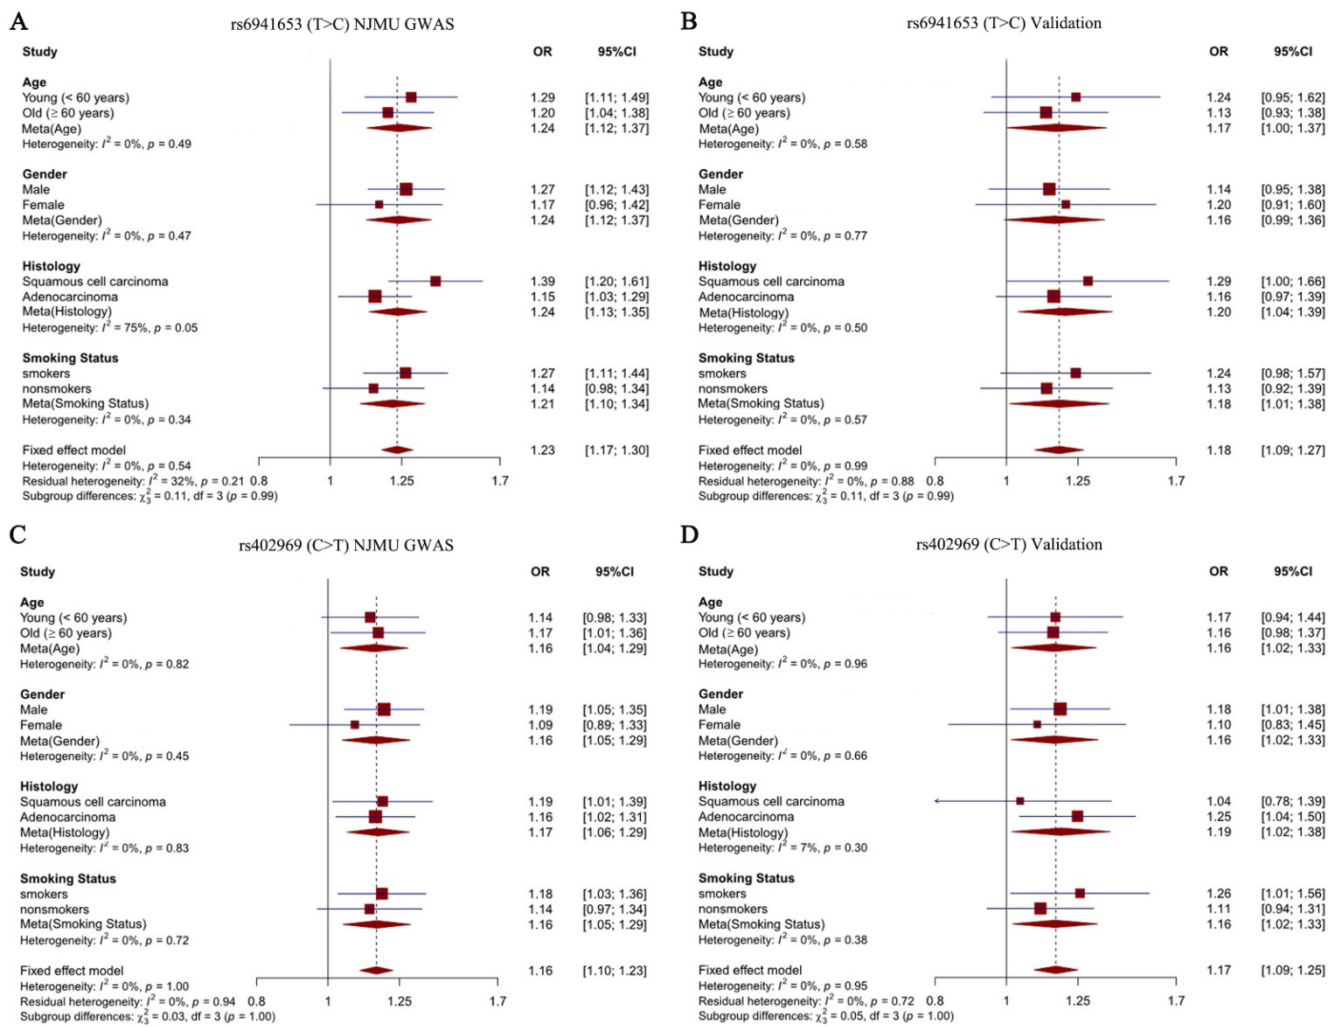 A
rs6941653 (T>C) NJMU GWAS
Study OR 95%CI
Age
Young (< 60 years) 1.29 [1.11; 1.49]
Old (≥ 60 years) 1.20 [1.04; 1.38]
Meta(Age) 1.24 [1.12; 1.37]
Heterogeneity: I² = 0%, p = 0.49
Gender
Male 1.27 [1.12; 1.43]
Female 1.17 [0.96; 1.42]
Meta(Gender) 1.24 [1.12; 1.37]
Heterogeneity: I² = 0%, p = 0.47
Histology
Squamous cell carcinoma 1.39 [1.20; 1.61]
Adenocarcinoma 1.15 [1.03; 1.29]
Meta(Histology) 1.24 [1.13; 1.35]
Heterogeneity: I² = 75%, p = 0.05
Smoking Status
smokers 1.27 [1.11; 1.44]
nonsmokers 1.14 [0.98; 1.34]
Meta(Smoking Status) 1.21 [1.10; 1.34]
Heterogeneity: I² = 0%, p = 0.34
Fixed effect model 1.23 [1.17; 1.30]
Heterogeneity: I² = 0%, p = 0.54
Residual heterogeneity: I² = 32%, p = 0.21 0.8 1 1.25 1.7
Subgroup differences: χ²₃ = 0.11, df = 3 (p = 0.99)
B
rs6941653 (T>C) Validation
Study OR 95%CI
Age
Young (< 60 years) 1.24 [0.95; 1.62]
Old (≥ 60 years) 1.13 [0.93; 1.38]
Meta(Age) 1.17 [1.00; 1.37]
Heterogeneity: I² = 0%, p = 0.58
Gender
Male 1.14 [0.95; 1.38]
Female 1.20 [0.91; 1.60]
Meta(Gender) 1.16 [0.99; 1.36]
Heterogeneity: I² = 0%, p = 0.77
Histology
Squamous cell carcinoma 1.29 [1.00; 1.66]
Adenocarcinoma 1.16 [0.97; 1.39]
Meta(Histology) 1.20 [1.04; 1.39]
Heterogeneity: I² = 0%, p = 0.50
Smoking Status
smokers 1.24 [0.98; 1.57]
nonsmokers 1.13 [0.92; 1.39]
Meta(Smoking Status) 1.18 [1.01; 1.38]
Heterogeneity: I² = 0%, p = 0.57
Fixed effect model 1.18 [1.09; 1.27]
Heterogeneity: I² = 0%, p = 0.99
Residual heterogeneity: I² = 0%, p = 0.88 0.8 1 1.25 1.7
Subgroup differences: χ²₃ = 0.11, df = 3 (p = 0.99)
C
rs402969 (C>T) NJMU GWAS
Study OR 95%CI
Age
Young (< 60 years) 1.14 [0.98; 1.33]
Old (≥ 60 years) 1.17 [1.01; 1.36]
Meta(Age) 1.16 [1.04; 1.29]
Heterogeneity: I² = 0%, p = 0.82
Gender
Male 1.19 [1.05; 1.35]
Female 1.09 [0.89; 1.33]
Meta(Gender) 1.16 [1.05; 1.29]
Heterogeneity: I² = 0%, p = 0.45
Histology
Squamous cell carcinoma 1.19 [1.01; 1.39]
Adenocarcinoma 1.16 [1.02; 1.31]
Meta(Histology) 1.17 [1.06; 1.29]
Heterogeneity: I² = 0%, p = 0.83
Smoking Status
smokers 1.18 [1.03; 1.36]
nonsmokers 1.14 [0.97; 1.34]
Meta(Smoking Status) 1.16 [1.05; 1.29]
Heterogeneity: I² = 0%, p = 0.72
Fixed effect model 1.16 [1.10; 1.23]
Heterogeneity: I² = 0%, p = 1.00
Residual heterogeneity: I² = 0%, p = 0.94 0.8 1 1.25 1.7
Subgroup differences: χ²₃ = 0.03, df = 3 (p = 1.00)
D
rs402969 (C>T) Validation
Study OR 95%CI
Age
Young (< 60 years) 1.17 [0.94; 1.44]
Old (≥ 60 years) 1.16 [0.98; 1.37]
Meta(Age) 1.16 [1.02; 1.33]
Heterogeneity: I² = 0%, p = 0.96
Gender
Male 1.18 [1.01; 1.38]
Female 1.10 [0.83; 1.45]
Meta(Gender) 1.16 [1.02; 1.33]
Heterogeneity: I² = 0%, p = 0.66
Histology
Squamous cell carcinoma 1.04 [0.78; 1.39]
Adenocarcinoma 1.25 [1.04; 1.50]
Meta(Histology) 1.19 [1.02; 1.38]
Heterogeneity: I² = 7%, p = 0.30
Smoking Status
smokers 1.26 [1.01; 1.56]
nonsmokers 1.11 [0.94; 1.31]
Meta(Smoking Status) 1.16 [1.02; 1.33]
Heterogeneity: I² = 0%, p = 0.38
Fixed effect model 1.17 [1.09; 1.25]
Heterogeneity: I² = 0%, p = 0.95
Residual heterogeneity: I² = 0%, p = 0.72 0.8 1 1.25 1.7
Subgroup differences: χ²₃ = 0.05, df = 3 (p = 1.00)